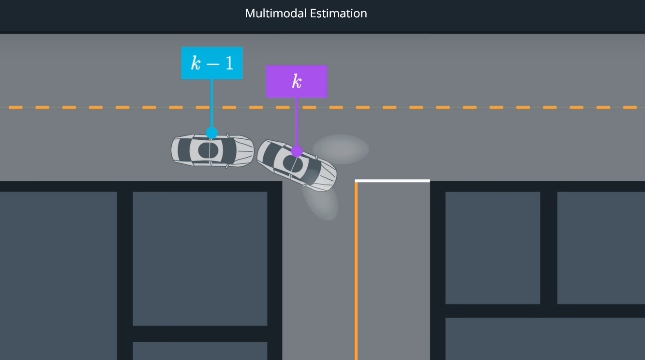 Multimodal Estimation
k − 1
k